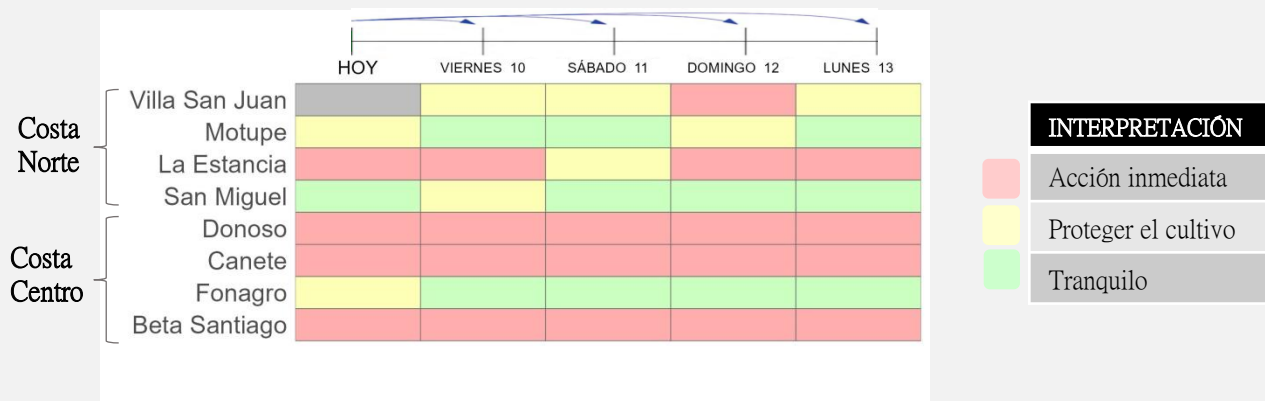 HOY VIERNES 10 SÁBADO 11 DOMINGO 12 LUNES 13
Costa
Norte
Villa San Juan
Motupe
La Estancia
San Miguel
Costa
Centro
Donoso
Canete
Fonagro
Beta Santiago
INTERPRETACIÓN
Acción inmediata
Proteger el cultivo
Tranquilo